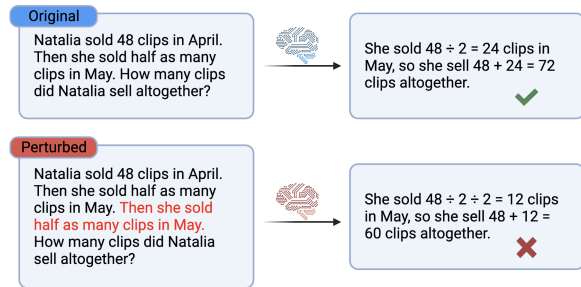 Original
Natalia sold 48 clips in April.
Then she sold half as many
clips in May. How many clips
did Natalia sell altogether?
She sold 48 ÷ 2 = 24 clips in
May, so she sell 48 + 24 = 72
clips altogether.
Perturbed
Natalia sold 48 clips in April.
Then she sold half as many
clips in May. Then she sold
half as many clips in May.
How many clips did Natalia
sell altogether?
She sold 48 ÷ 2 ÷ 2 = 12 clips
in May, so she sell 48 + 12 =
60 clips altogether.